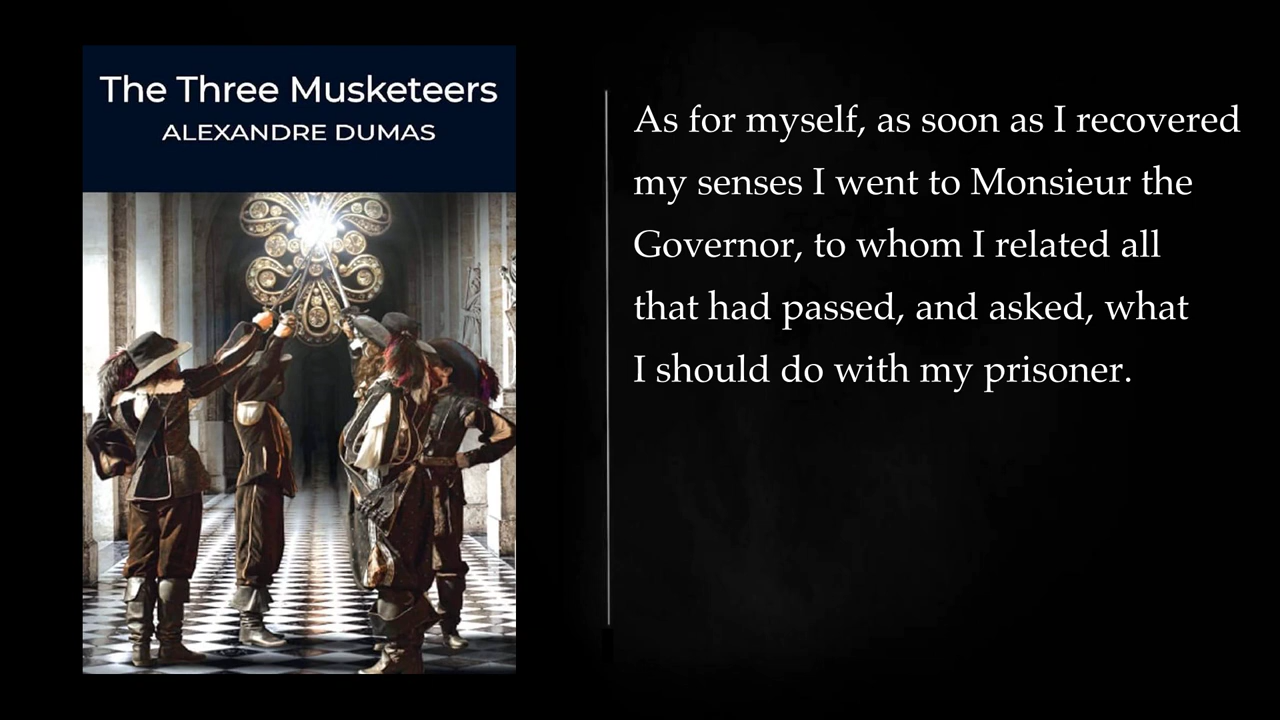 The Three Musketeers
ALEXANDRE DUMAS
As for myself, as soon as I recovered
my senses I went to Monsieur the
Governor, to whom I related all
that had passed, and asked, what
I should do with my prisoner.